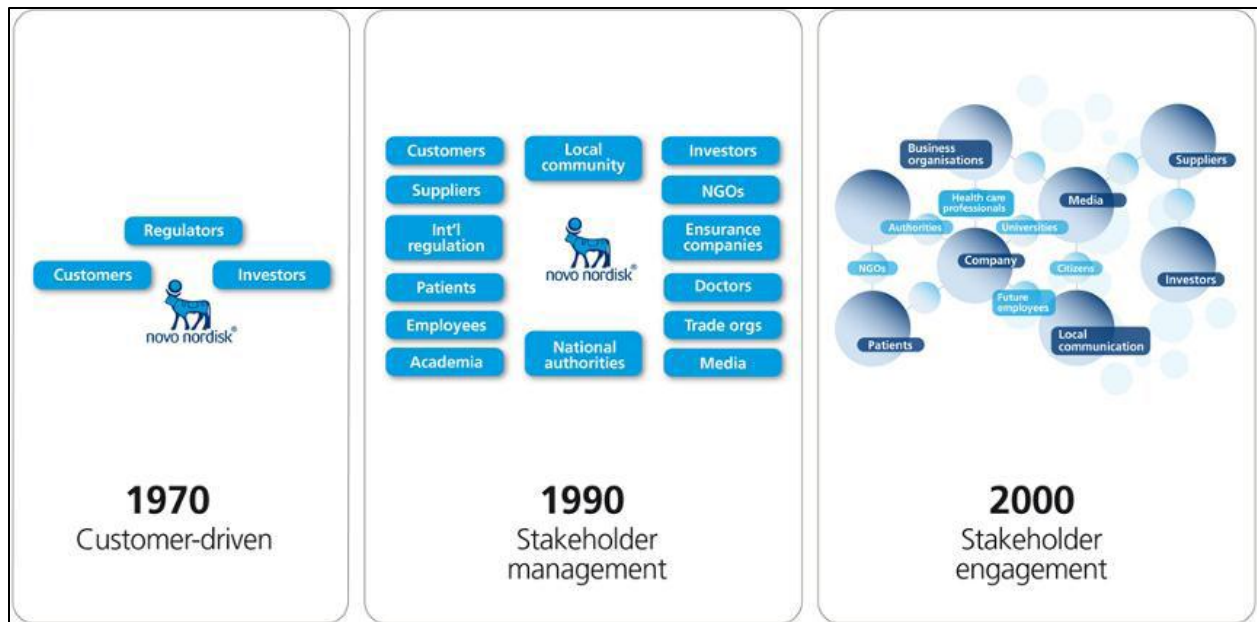 Regulators
Customers
Investors
novo nordisk®
1970
Customer-driven
Customers
Suppliers
Int'l
regulation
Patients
Employees
Academia
Local
community
novo nordisk®
National
authorities
Investors
NGOs
Ensurance
companies
Doctors
Trade orgs
Media
1990
Stakeholder
management
Business
organisations
Suppliers
Health care
professionals
Media
Authorities
Universities
NGOs
Company
Citizens
Investors
Future
employees
Patients
Local
communication
2000
Stakeholder
engagement